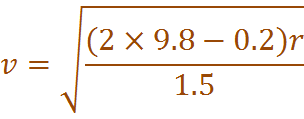 v = √((2 × 9.8 − 0.2)r / 1.5)